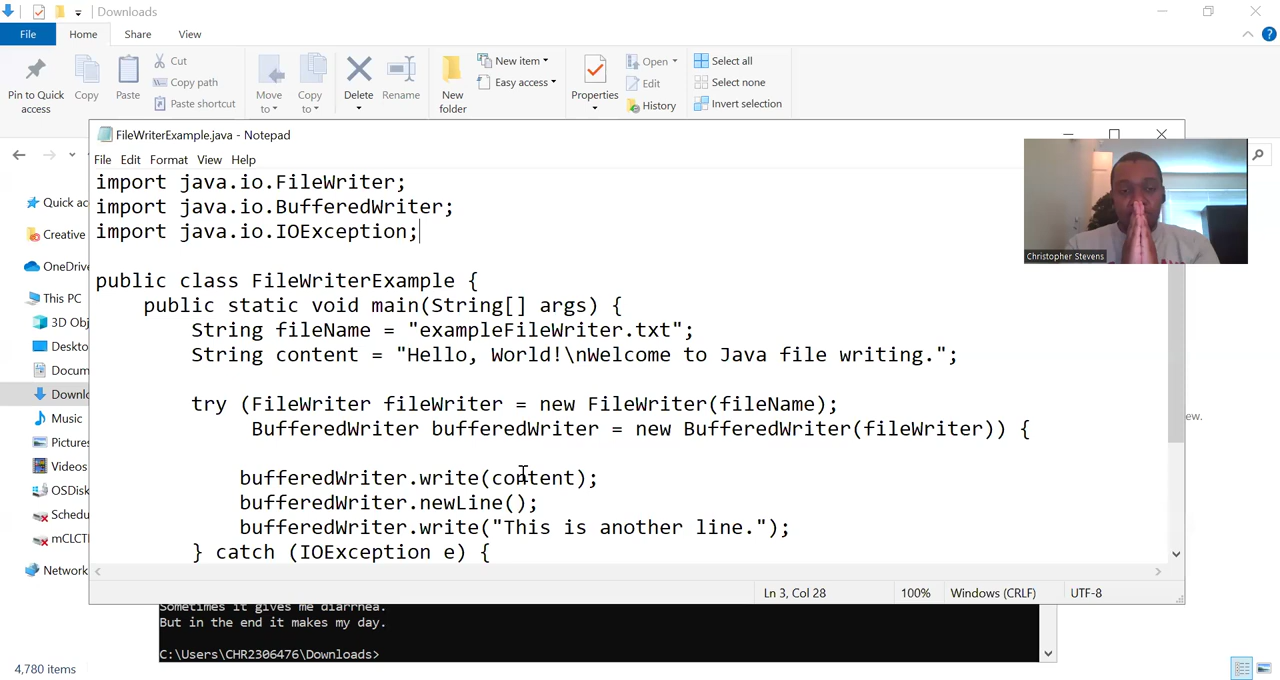 Downloads
File Home Share View
Pin to Quick access
Copy
Paste
Cut
Copy path
Paste shortcut
Move to
Copy to
Delete
Rename
New folder
New item
Easy access
Properties
Open
Edit
History
Select all
Select none
Invert selection
FileWriterExample.java - Notepad
File Edit Format View Help
import java.io.FileWriter;
import java.io.BufferedWriter;
import java.io.IOException;
public class FileWriterExample {
public static void main(String[] args) {
String fileName = "exampleFileWriter.txt";
String content = "Hello, World!\nWelcome to Java file writing.";
try (FileWriter fileWriter = new FileWriter(fileName);
BufferedWriter bufferedWriter = new BufferedWriter(fileWriter)) {
bufferedWriter.write(content);
bufferedWriter.newLine();
bufferedWriter.write("This is another line.");
} catch (IOException e) {
Ln 3, Col 28 100% Windows (CRLF) UTF-8
Christopher Stevens
Quick ac
Creative
OneDrive
This PC
3D Obj
Deskto
Docum
Downlo
Music
Pictures
Videos
OSDisk
Schedu
mCLCT
Network
ew.
Sometimes it gives me diarrhea.
But in the end it makes my day.
C:\Users\CHR2306476\Downloads>
4,780 items